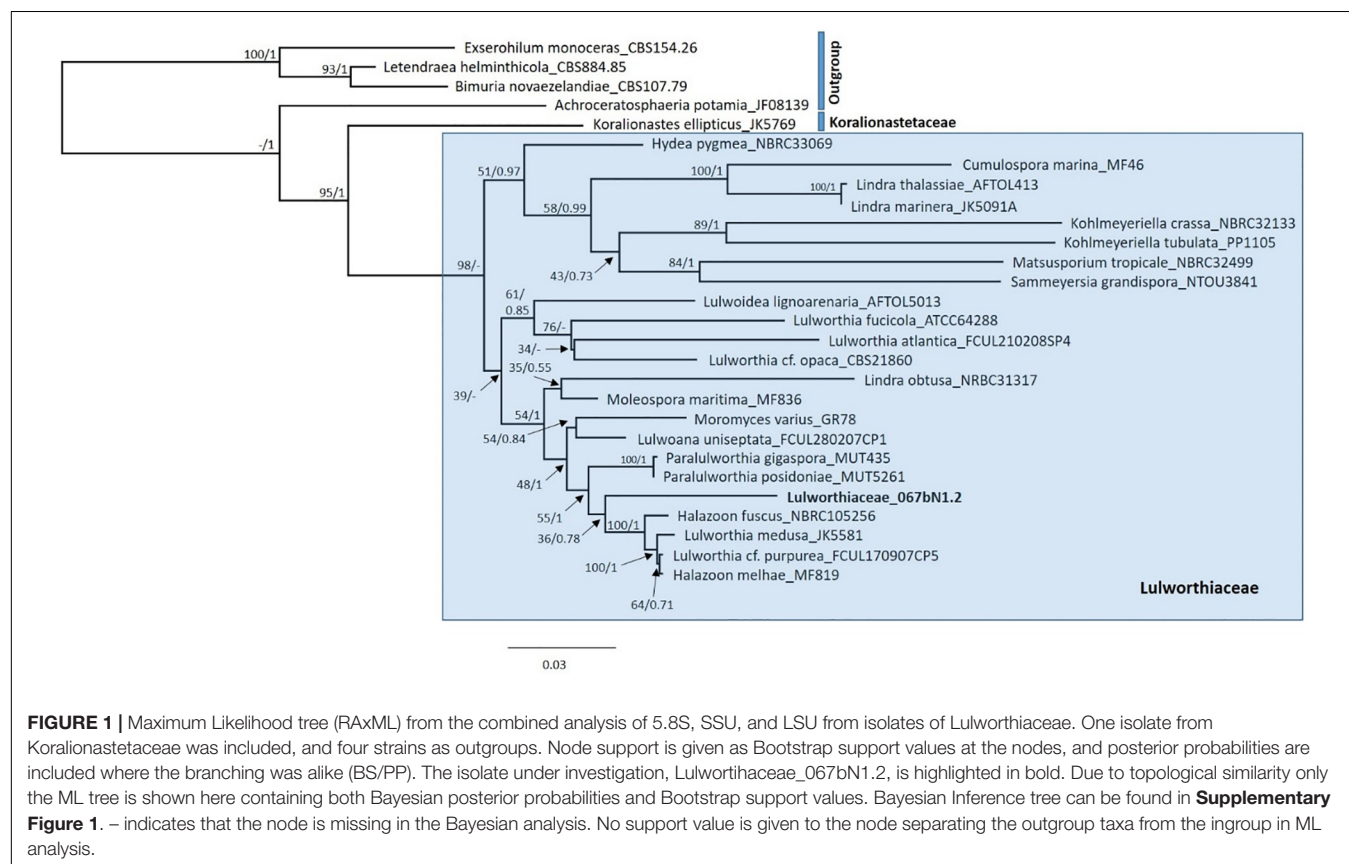 100/1
Exserohilum monoceras_CBS154.26
93/1
Letendraea helminthicola_CBS884.85
Bimuria novaezelandiae_CBS107.79
Outgroup
-/1
Achroceratosphaeria potamia_JF08139
95/1
Koralionastes ellipticus_JK5769
Koralionastetaceae
98/-
51/0.97
Hydea pygmea_NBRC33069
58/0.99
100/1
Cumulospora marina_MF46
100/1
Lindra thalassiae_AFTOL413
Lindra marinera_JK5091A
43/0.73
89/1
Kohlmeyeriella crassa_NBRC32133
Kohlmeyeriella tubulata_PP1105
84/1
Matsusporium tropicale_NBRC32499
Sammeyersia grandispora_NTOU3841
39/-
61/
0.85
Lulwoidea lignoarenaria_AFTOL5013
76/-
Lulworthia fucicola_ATCC64288
34/-
Lulworthia atlantica_FCUL210208SP4
Lulworthia cf. opaca_CBS21860
54/1
35/0.55
Lindra obtusa_NRBC31317
Moleospora maritima_MF836
48/1
54/0.84
Moromyces varius_GR78
Lulwoana uniseptata_FCUL280207CP1
55/1
100/1
Paralulworthia gigaspora_MUT435
Paralulworthia posidoniae_MUT5261
36/0.78
Lulworthiaceae_067bN1.2
100/1
Halazoon fuscus_NBRC105256
100/1
Lulworthia medusa_JK5581
64/0.71
Lulworthia cf. purpurea_FCUL170907CP5
Halazoon melhae_MF819
Lulworthiaceae
0.03
FIGURE 1 | Maximum Likelihood tree (RAxML) from the combined analysis of 5.8S, SSU, and LSU from isolates of Lulworthiaceae. One isolate from
Koralionastetaceae was included, and four strains as outgroups. Node support is given as Bootstrap support values at the nodes, and posterior probabilities are
included where the branching was alike (BS/PP). The isolate under investigation, Lulwortihaceae_067bN1.2, is highlighted in bold. Due to topological similarity only
the ML tree is shown here containing both Bayesian posterior probabilities and Bootstrap support values. Bayesian Inference tree can be found in Supplementary
Figure 1. – indicates that the node is missing in the Bayesian analysis. No support value is given to the node separating the outgroup taxa from the ingroup in ML
analysis.